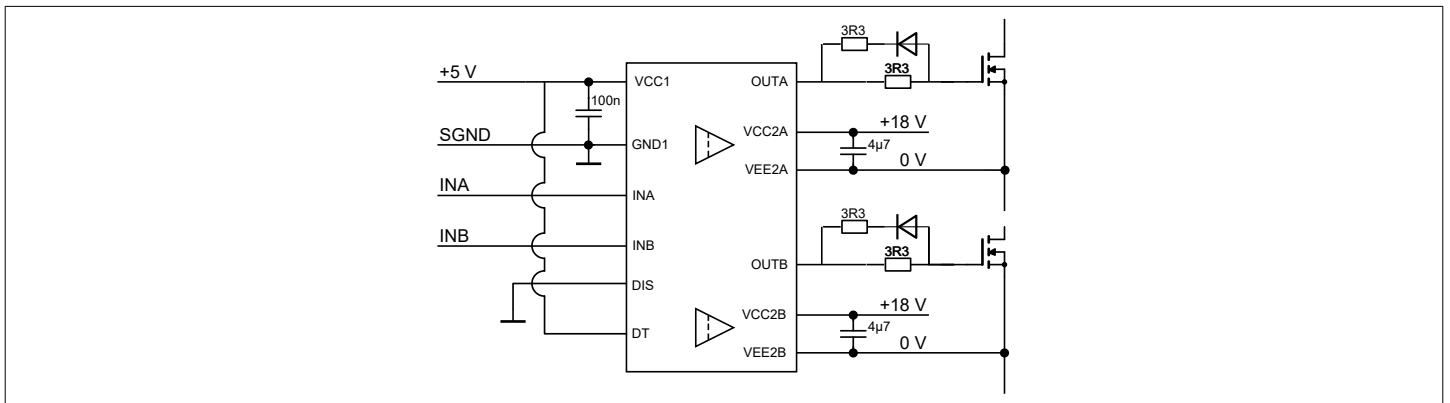 3R3
3R3
+5 V
VCC1
OUTA
100n
+18 V
VCC2A
SGND
4µ7
GND1
0 V
VEE2A
INA
INA
3R3
INB
INB
3R3
OUTB
DIS
+18 V
VCC2B
4µ7
DT
0 V
VEE2B